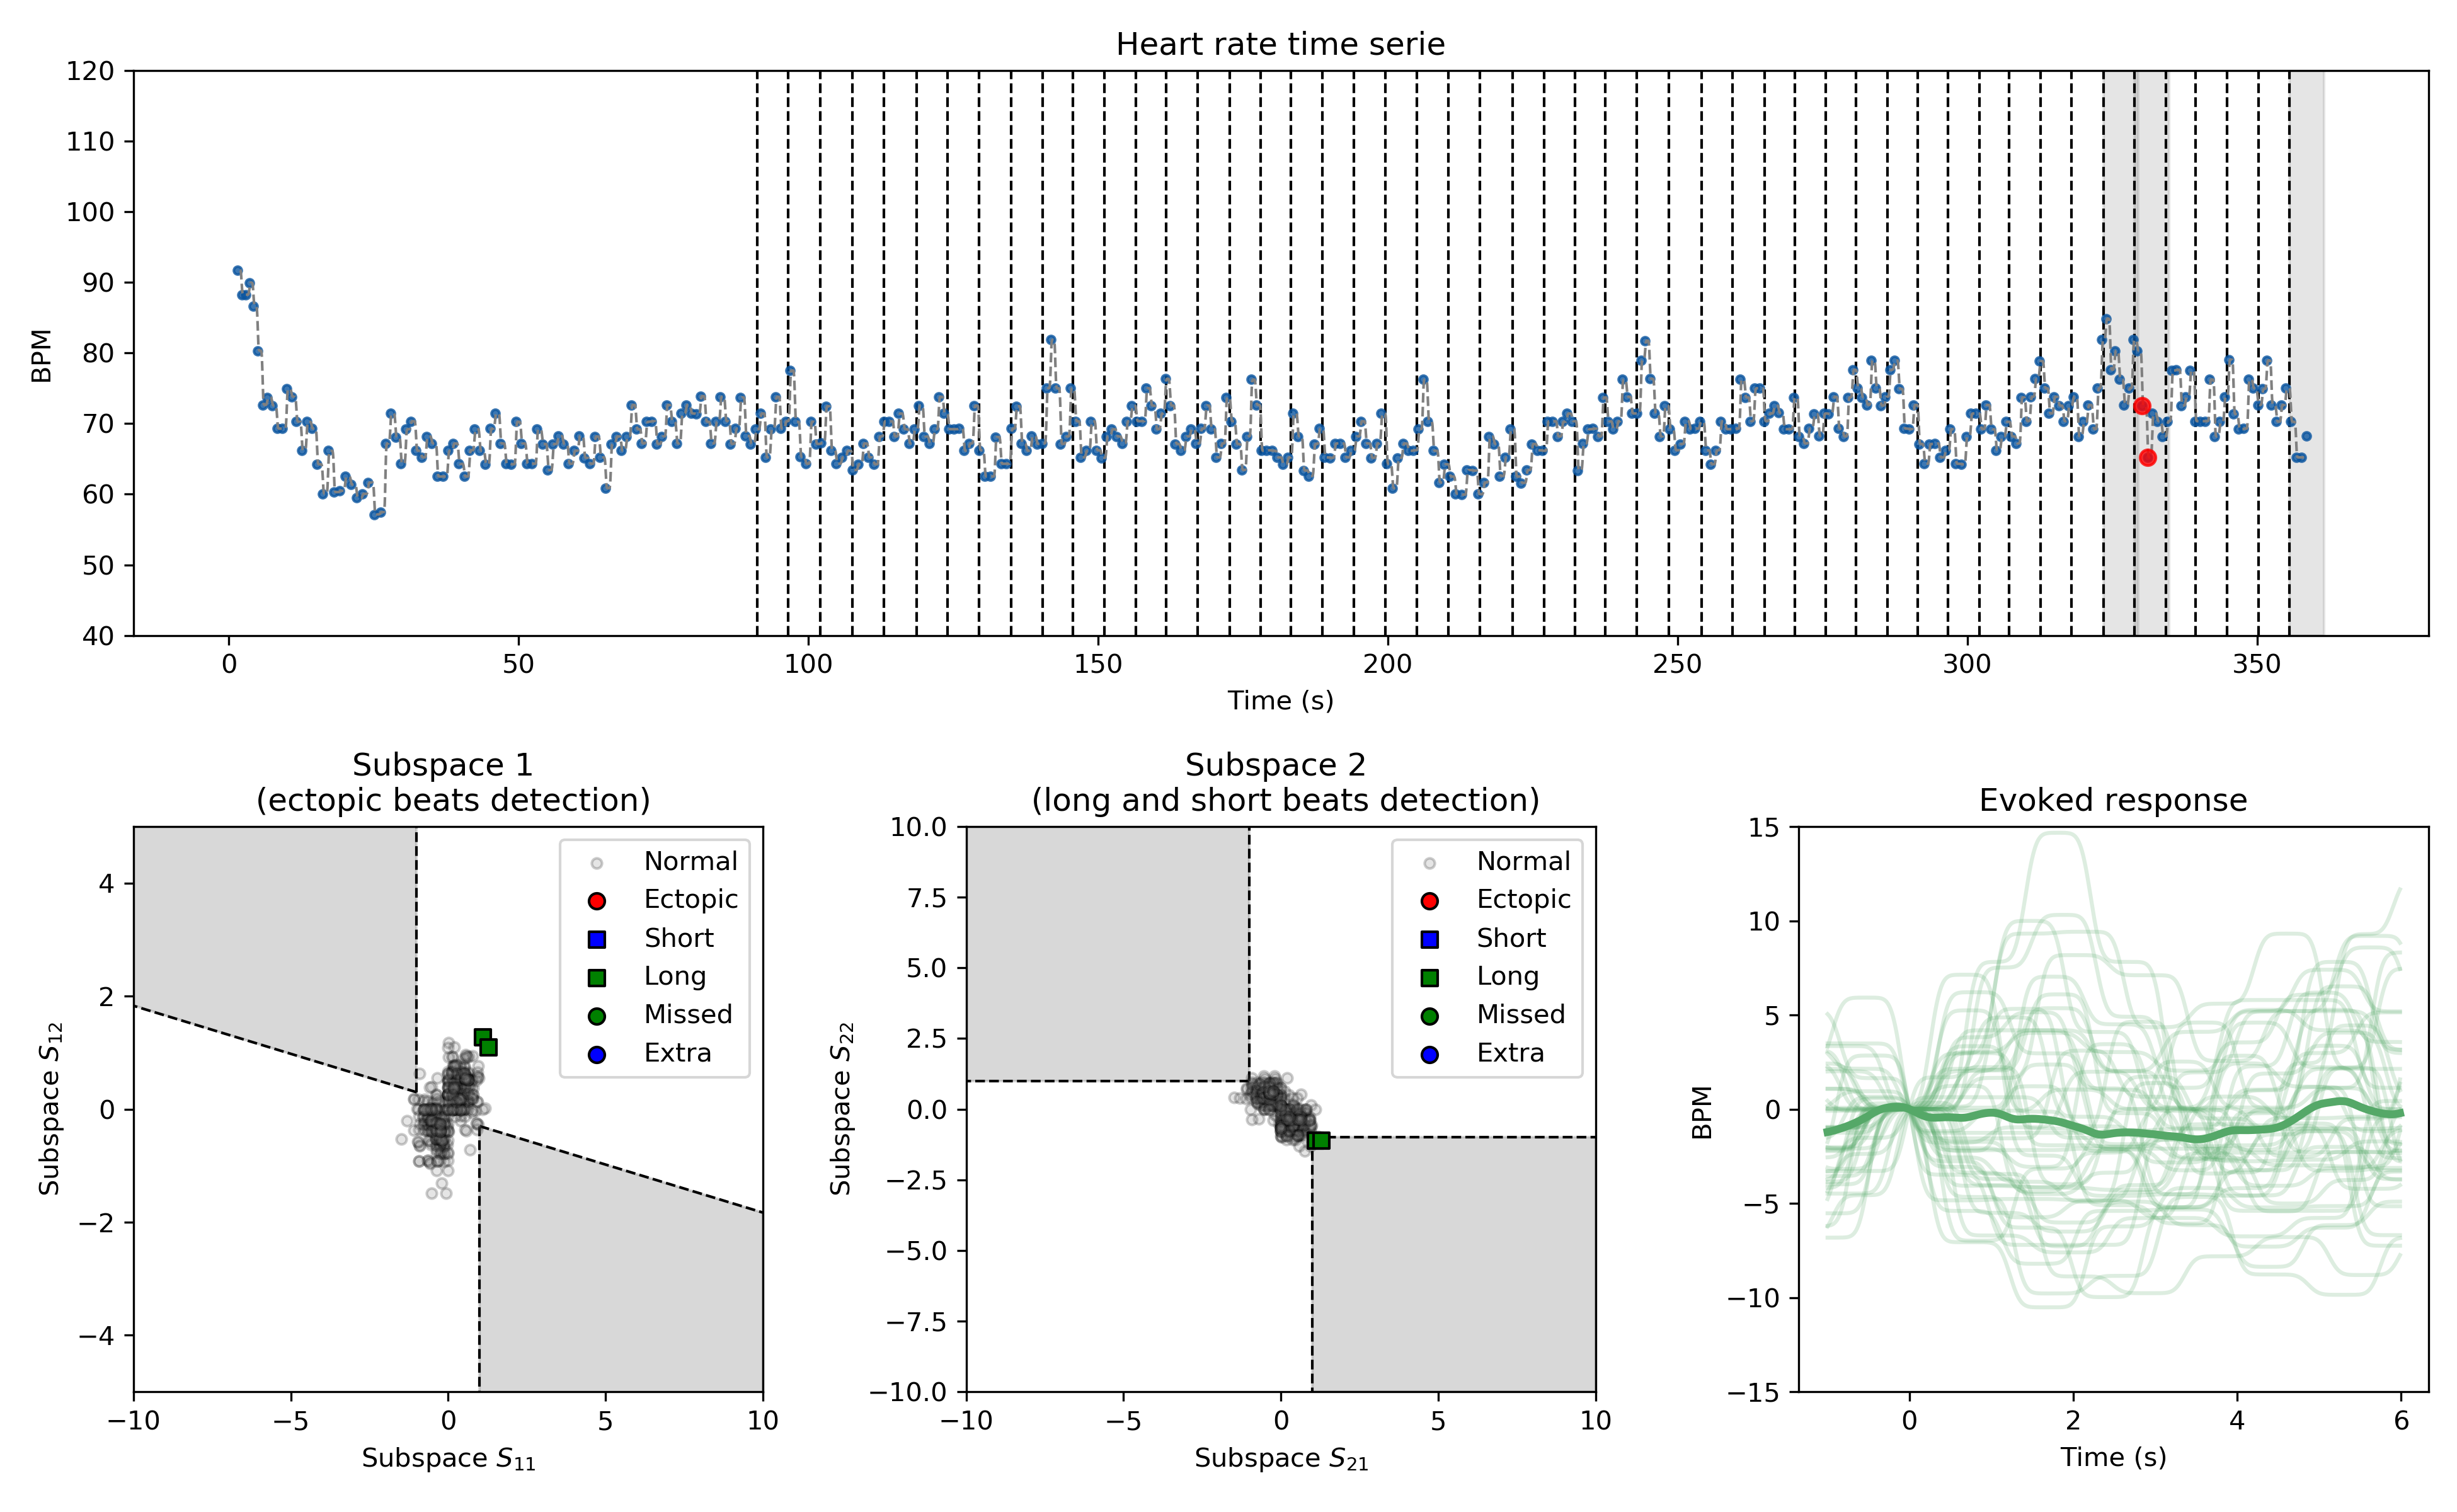 Heart rate time serie
120
110
100
90
80
70
60
50
40
BPM
0 50 100 150 200 250 300 350
Time (s)
Subspace 1
(ectopic beats detection)
4
2
0
−2
−4
Subspace S12
Normal
Ectopic
Short
Long
Missed
Extra
−10 −5 0 5 10
Subspace S11
Subspace 2
(long and short beats detection)
10.0
7.5
5.0
2.5
0.0
−2.5
−5.0
−7.5
−10.0
Subspace S22
Normal
Ectopic
Short
Long
Missed
Extra
−10 −5 0 5 10
Subspace S21
Evoked response
15
10
5
0
−5
−10
−15
BPM
0 2 4 6
Time (s)